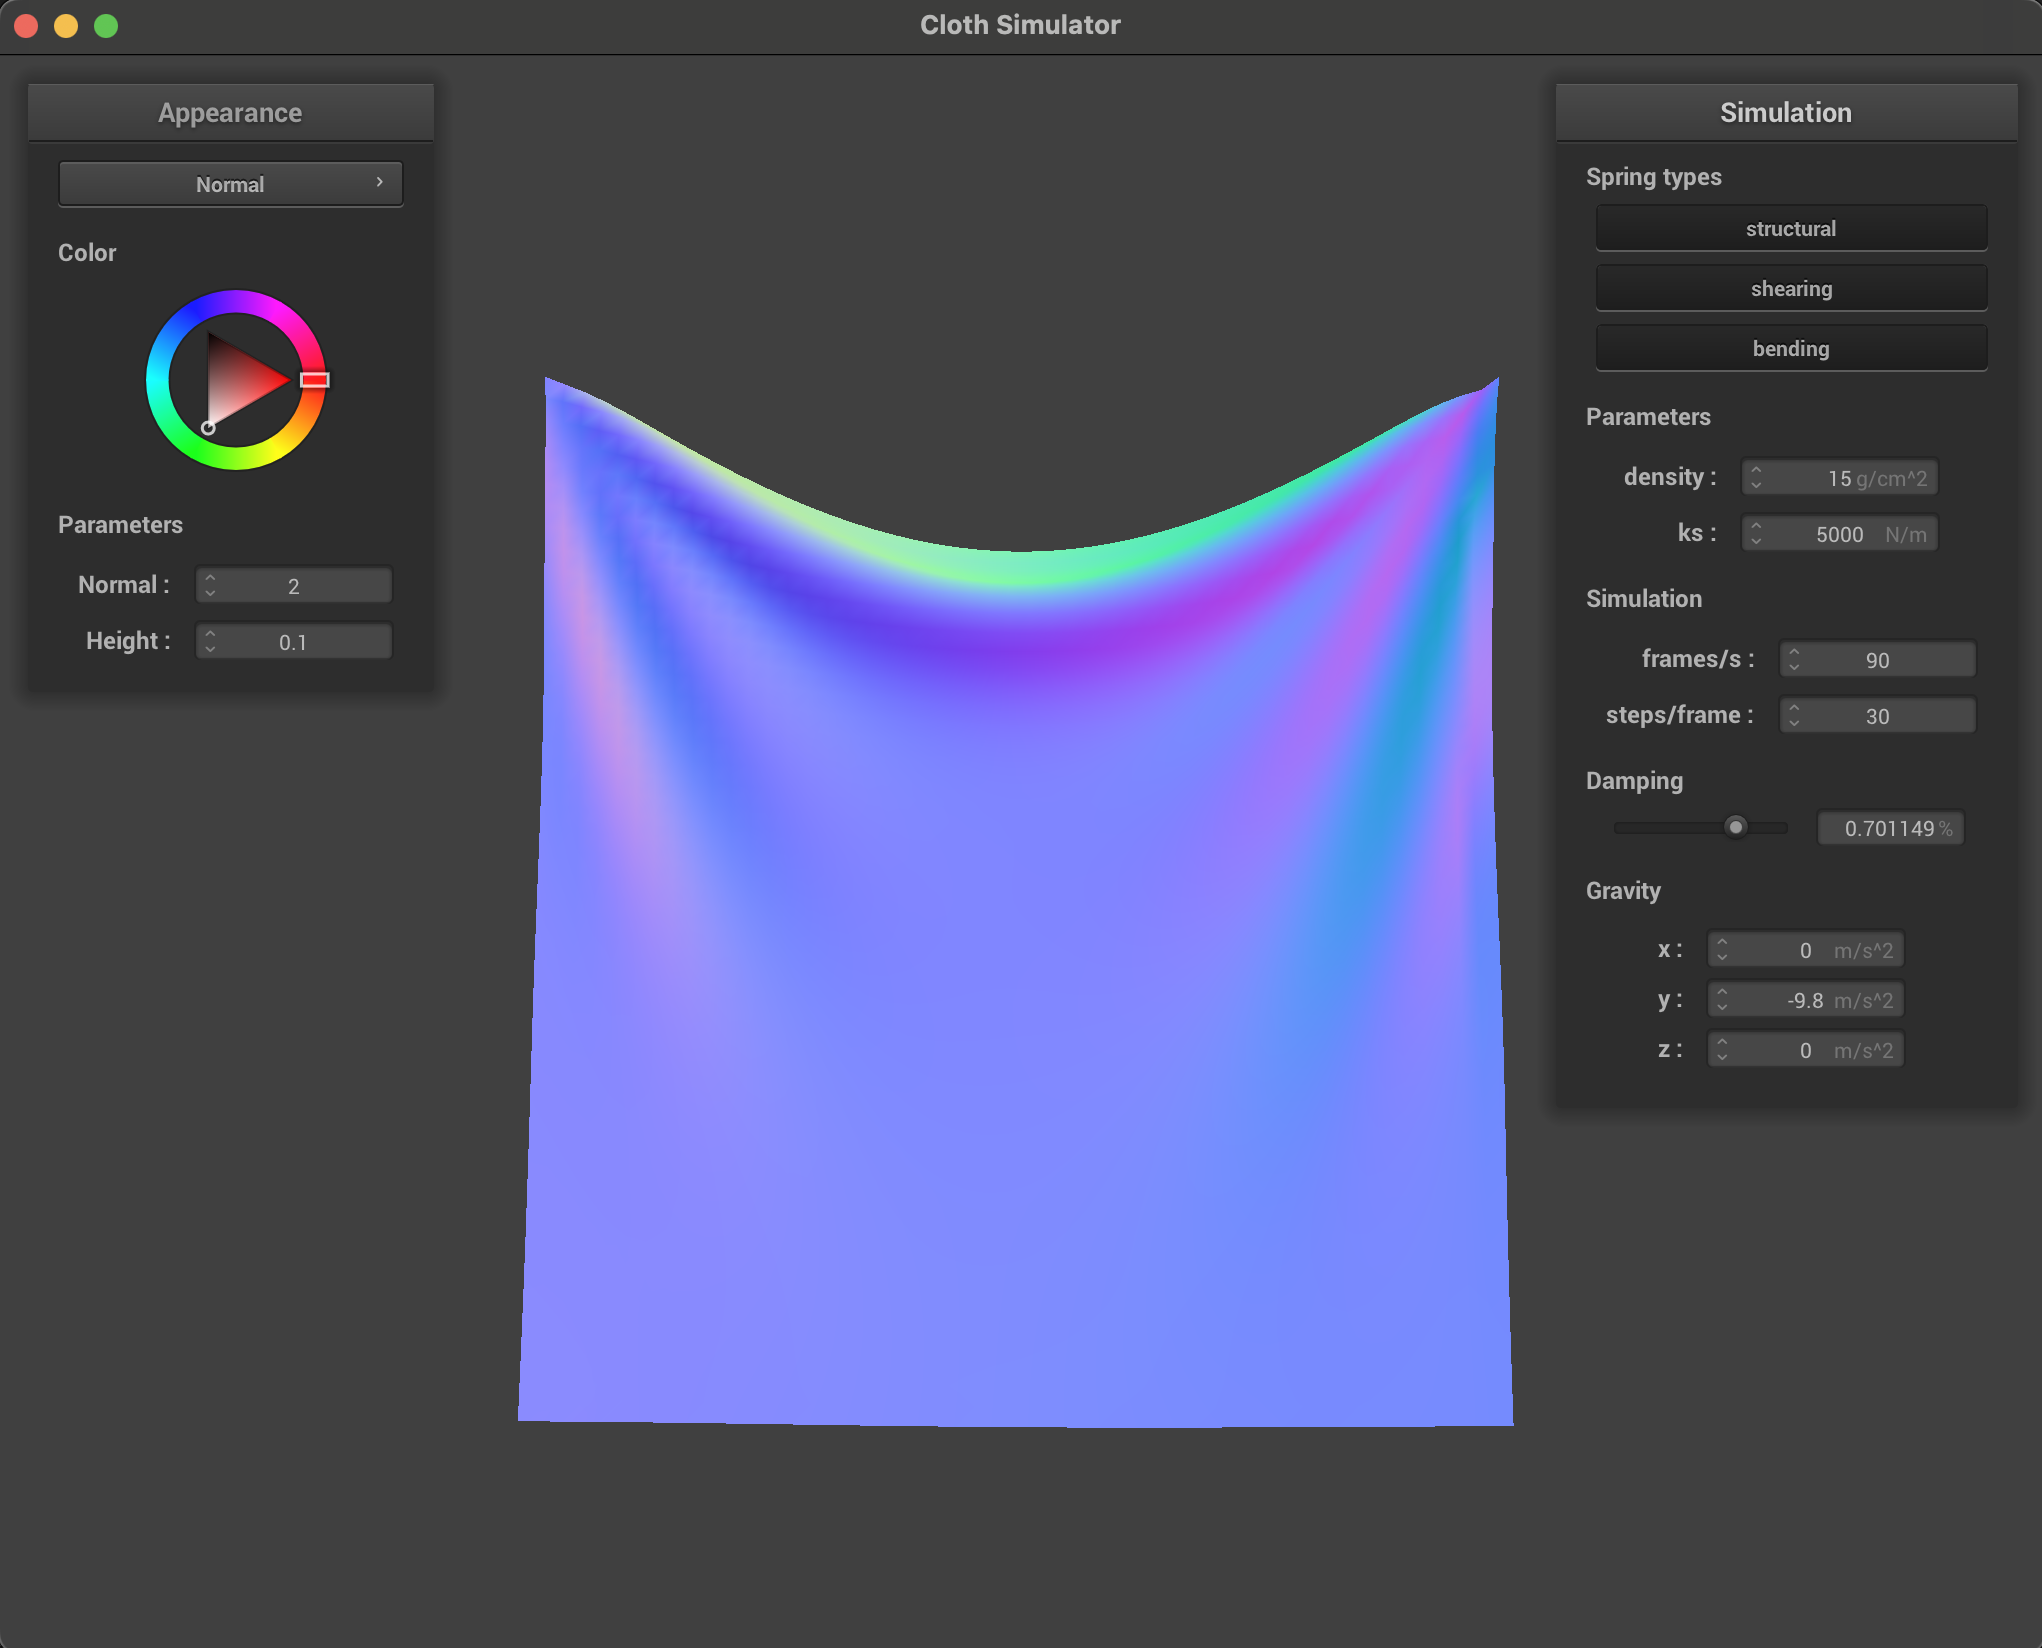 Cloth Simulator
Appearance
Normal
Color
Parameters
Normal : 2
Height : 0.1
Simulation
Spring types
structural
shearing
bending
Parameters
density : 15 g/cm^2
ks : 5000 N/m
Simulation
frames/s : 90
steps/frame : 30
Damping
0.701149 %
Gravity
x : 0 m/s^2
y : -9.8 m/s^2
z : 0 m/s^2